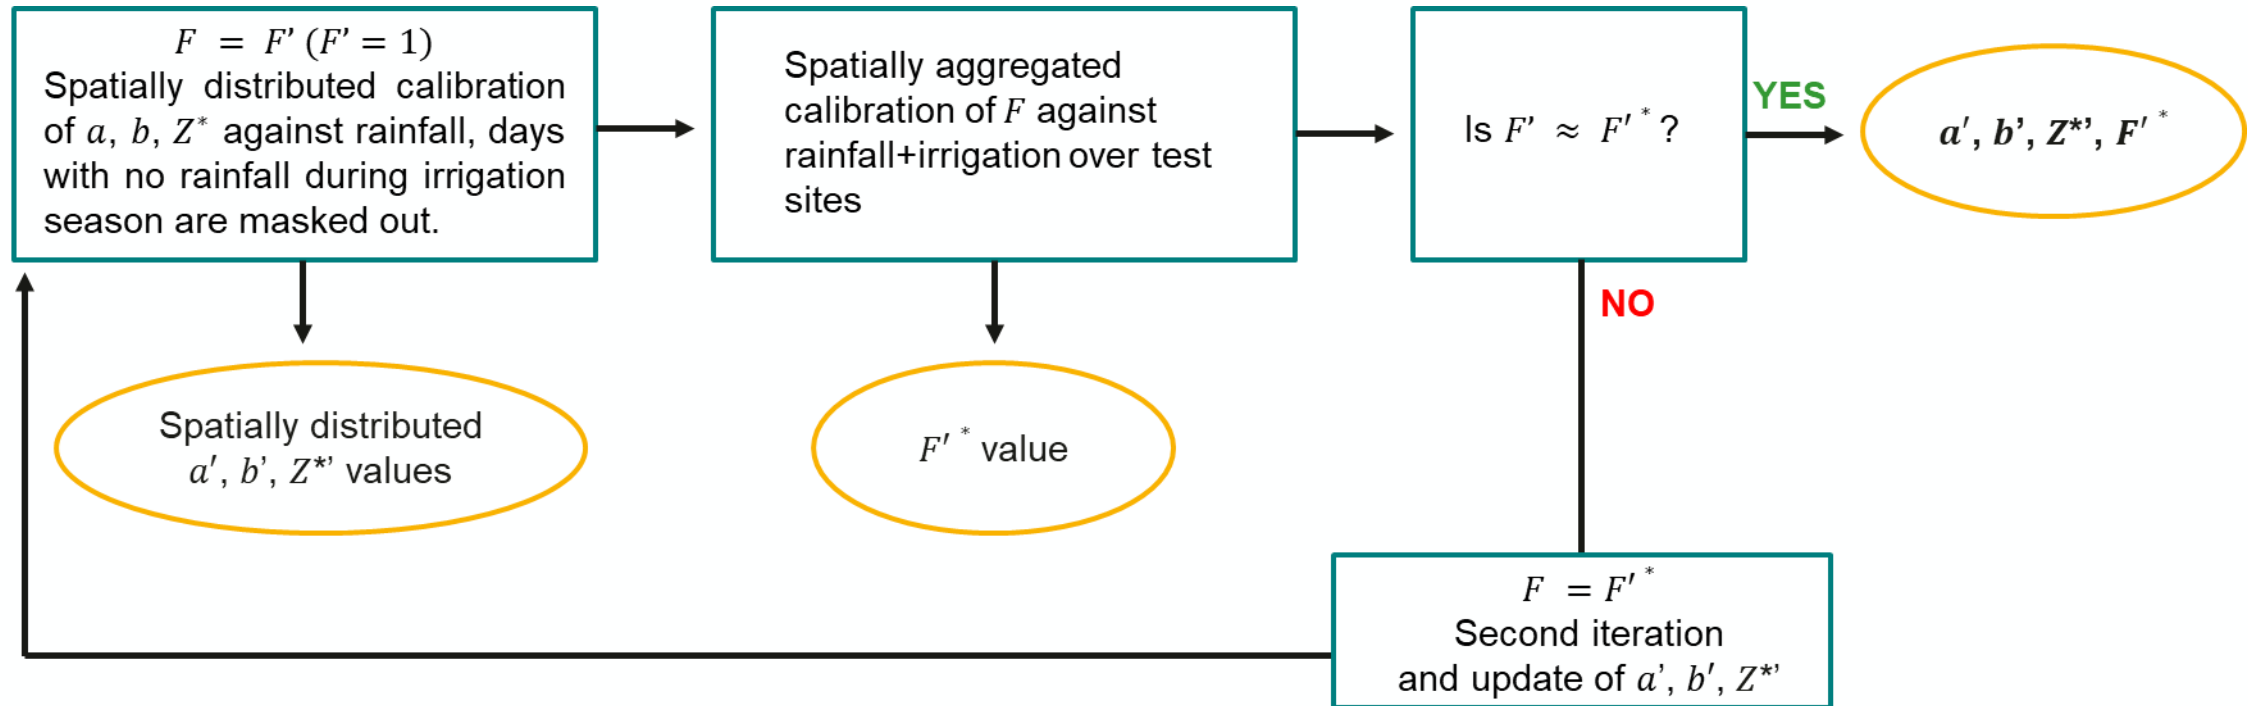 F = F’ (F’ = 1)
Spatially distributed calibration
of a, b, Z* against rainfall, days
with no rainfall during irrigation
season are masked out.
Spatially aggregated
calibration of F against
rainfall+irrigation over test
sites
Is F’ ≈ F′ * ?
YES
a′, b’, Z*’, F′ *
NO
Spatially distributed
a′, b’, Z*’ values
F′ * value
F = F′ *
Second iteration
and update of a’, b′, Z*’